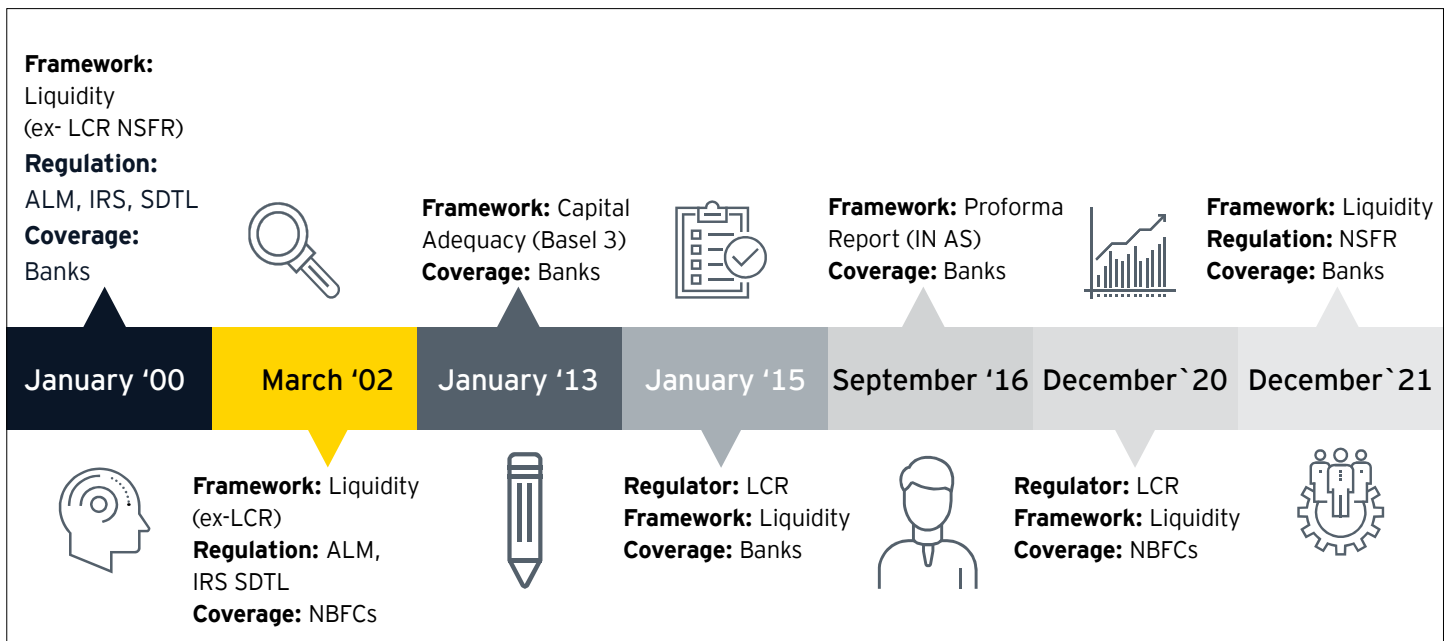 Framework:
Liquidity
(ex- LCR NSFR)
Regulation:
ALM, IRS, SDTL
Coverage:
Banks
Framework: Capital
Adequacy (Basel 3)
Coverage: Banks
Framework: Proforma
Report (IN AS)
Coverage: Banks
Framework: Liquidity
Regulation: NSFR
Coverage: Banks
January ‘00
March ‘02
January ‘13
January ‘15
September ‘16
December`20
December`21
Framework: Liquidity
(ex-LCR)
Regulation: ALM,
IRS SDTL
Coverage: NBFCs
Regulator: LCR
Framework: Liquidity
Coverage: Banks
Regulator: LCR
Framework: Liquidity
Coverage: NBFCs